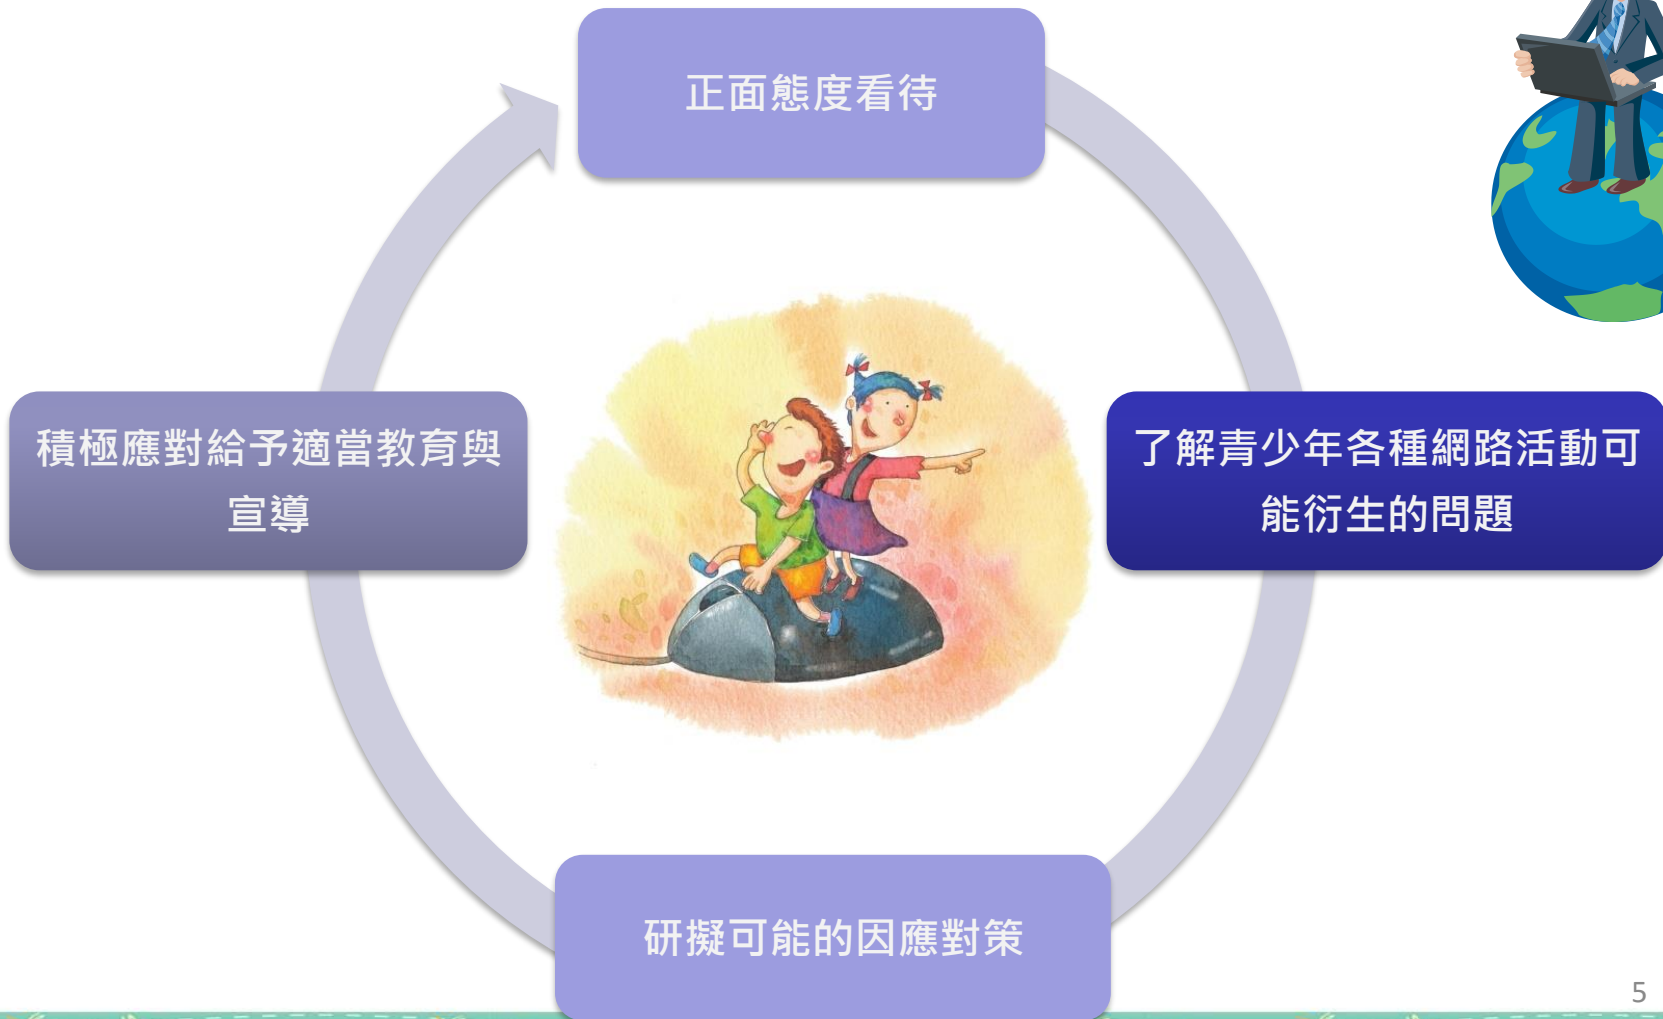 正面態度看待
積極應對給予適當教育與
宣導
了解青少年各種網路活動可
能衍生的問題
研擬可能的因應對策
5